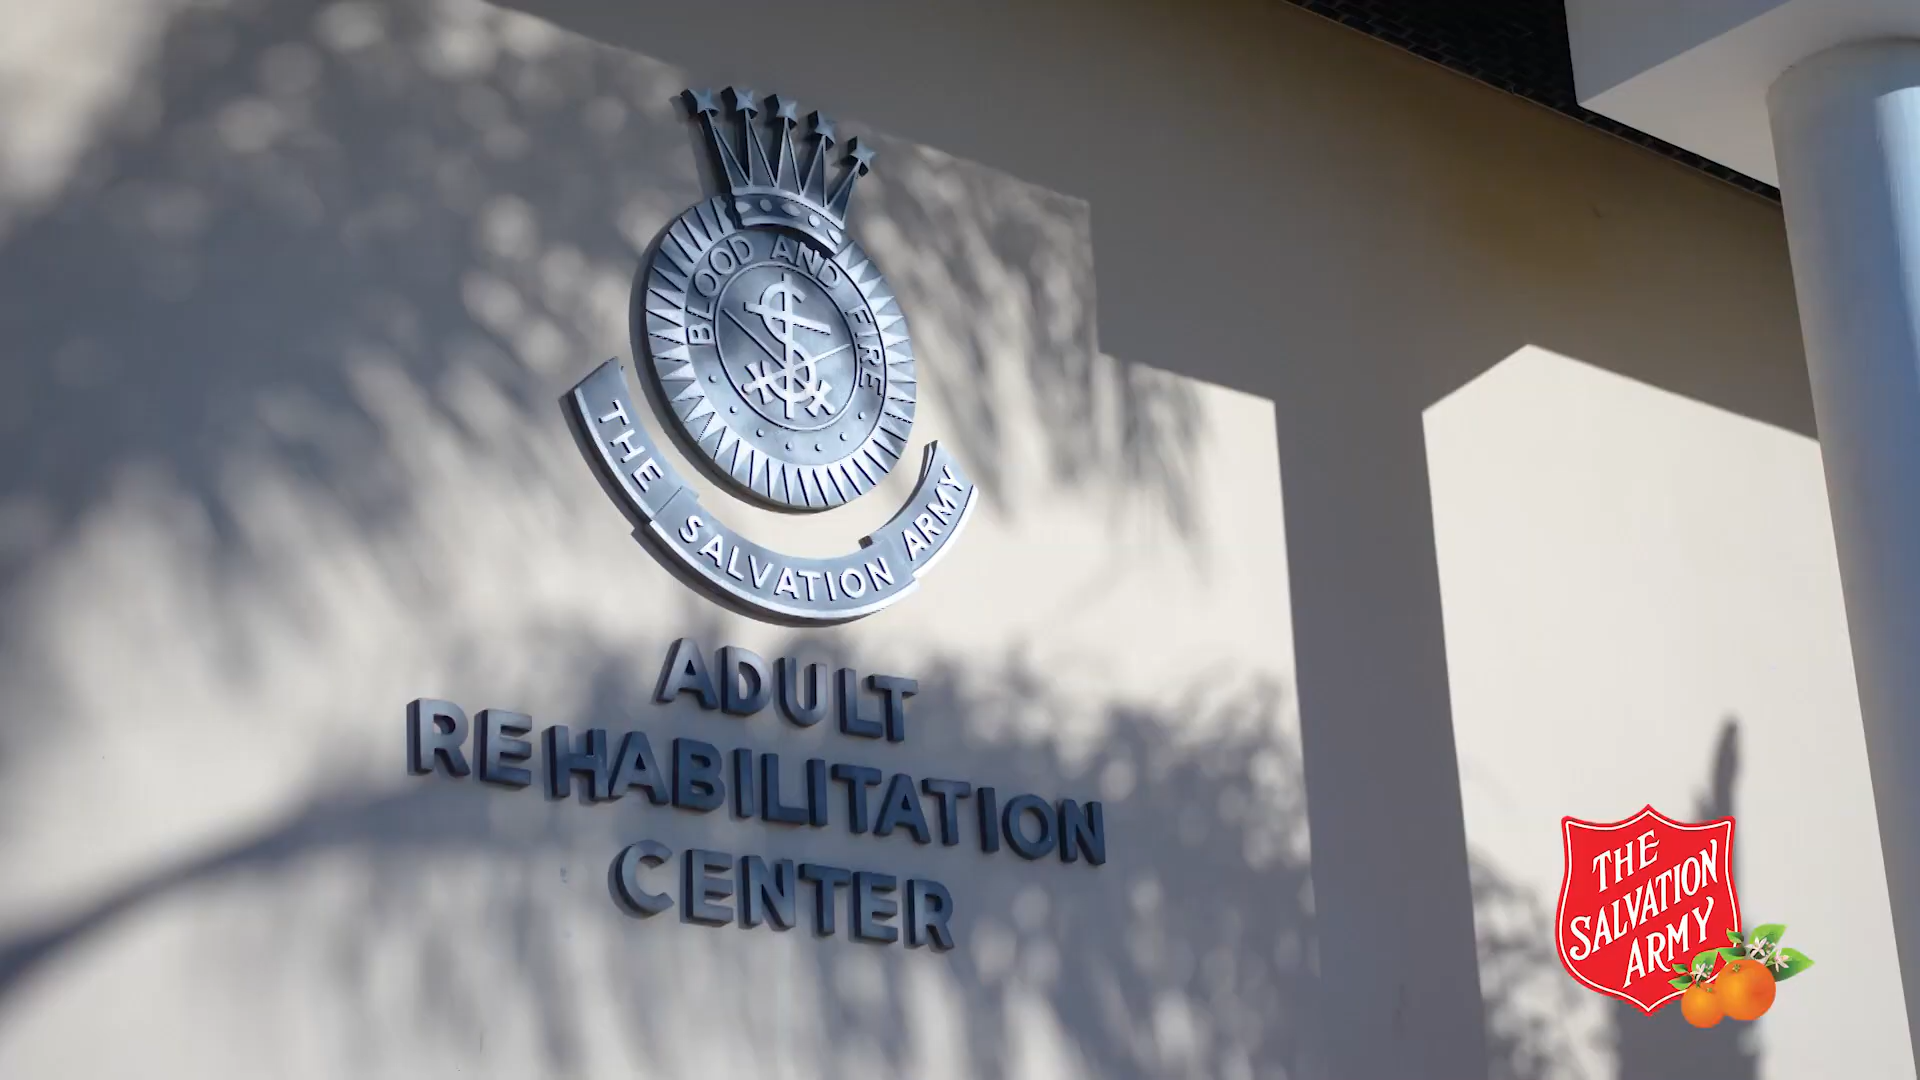 BLOOD AND FIRE
THE SALVATION ARMY
ADULT
REHABILITATION
CENTER
THE
SALVATION
ARMY